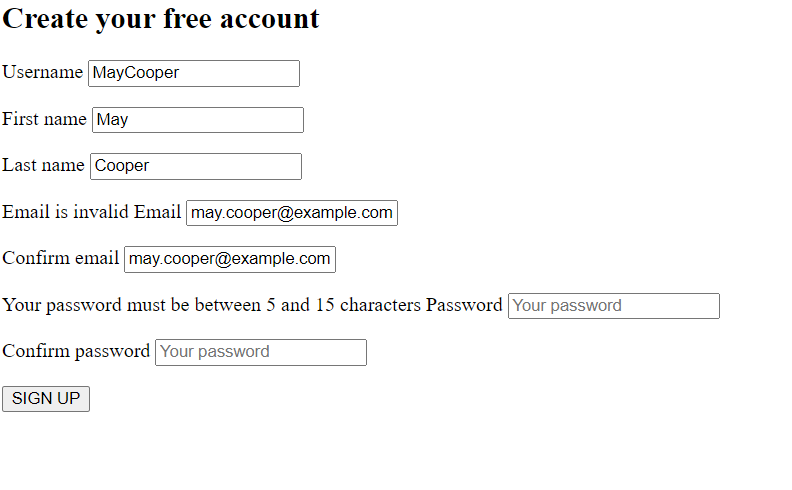 Create your free account
Username MayCooper
First name May
Last name Cooper
Email is invalid Email may.cooper@example.com
Confirm email may.cooper@example.com
Your password must be between 5 and 15 characters Password Your password
Confirm password Your password
SIGN UP